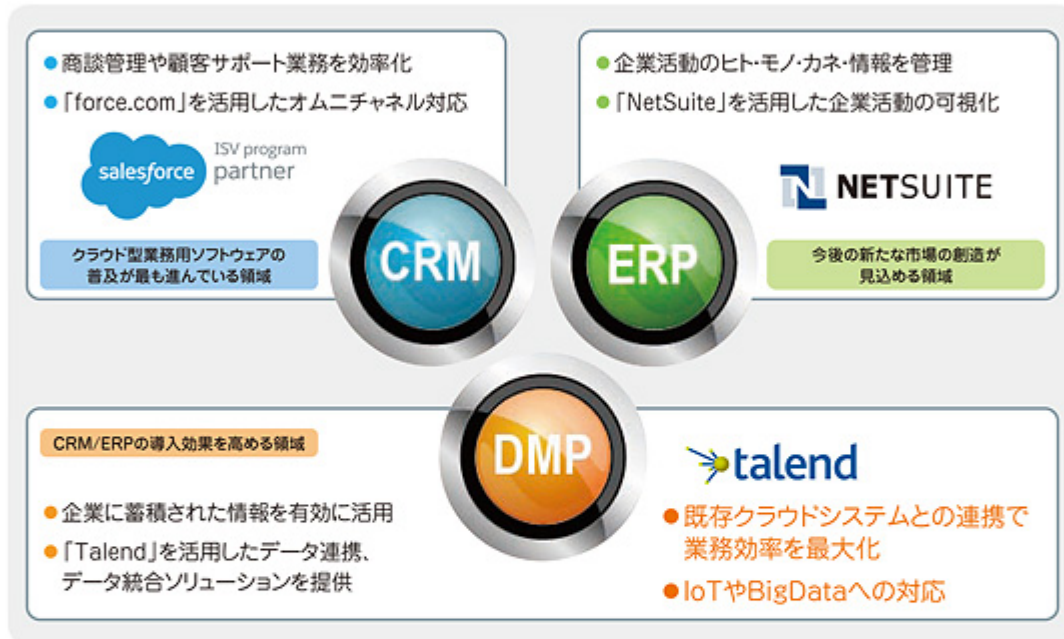 ●商談管理や顧客サポート業務を効率化
●「force.com」を活用したオムニチャネル対応
salesforce
ISV program
partner
クラウド型業務用ソフトウェアの
普及が最も進んでいる領域
CRM
●企業活動のヒト・モノ・カネ・情報を管理
●「NetSuite」を活用した企業活動の可視化
N NETSUITE
今後の新たな市場の創造が
見込める領域
ERP
CRM/ERPの導入効果を高める領域
●企業に蓄積された情報を有効に活用
●「Talend」を活用したデータ連携、
データ統合ソリューションを提供
DMP
talend
●既存クラウドシステムとの連携で
業務効率を最大化
●IoTやBigDataへの対応